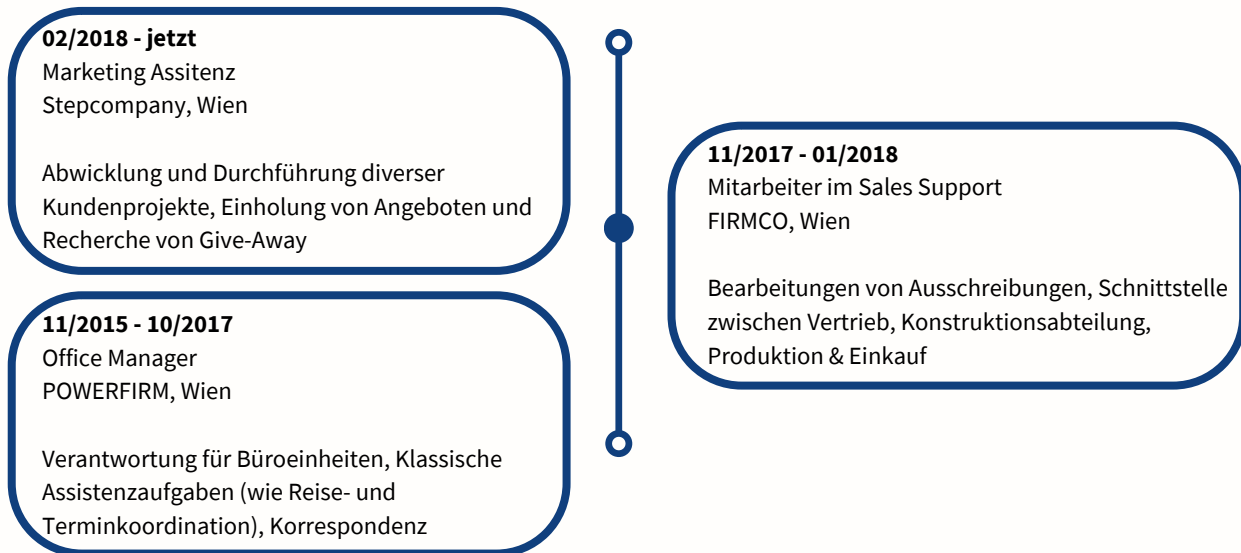 02/2018 - jetzt
Marketing Assitenz
Stepcompany, Wien
Abwicklung und Durchführung diverser
Kundenprojekte, Einholung von Angeboten und
Recherche von Give-Away
11/2017 - 01/2018
Mitarbeiter im Sales Support
FIRMCO, Wien
Bearbeitungen von Ausschreibungen, Schnittstelle
zwischen Vertrieb, Konstruktionsabteilung,
Produktion & Einkauf
11/2015 - 10/2017
Office Manager
POWERFIRM, Wien
Verantwortung für Büroeinheiten, Klassische
Assistenzaufgaben (wie Reise- und
Terminkoordination), Korrespondenz